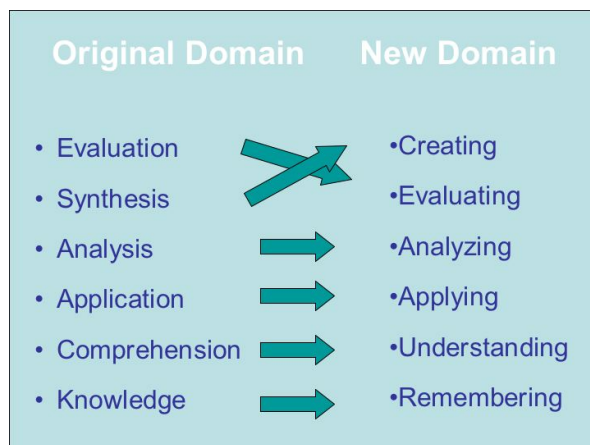 Original Domain
New Domain
• Evaluation
• Synthesis
• Analysis
• Application
• Comprehension
• Knowledge
•Creating
•Evaluating
•Analyzing
•Applying
•Understanding
•Remembering